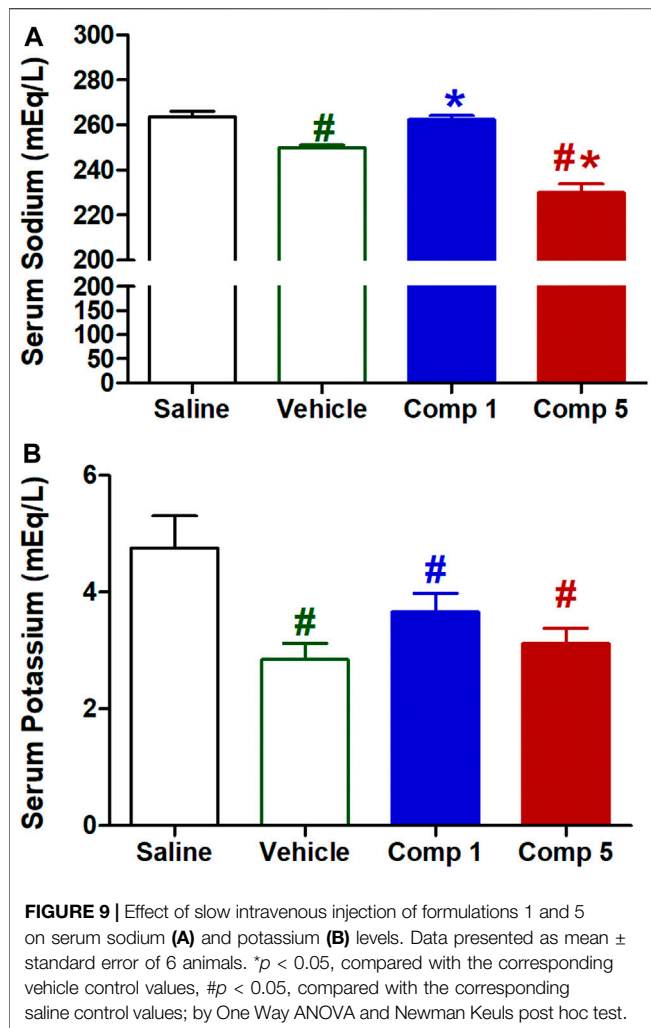 A
Serum Sodium (mEq/L)
300
280
260
240
220
200
200
150
100
50
0
#
*
#*
Saline Vehicle Comp 1 Comp 5
B
Serum Potassium (mEq/L)
6
4
2
0
#
#
#
Saline Vehicle Comp 1 Comp 5
FIGURE 9 | Effect of slow intravenous injection of formulations 1 and 5
on serum sodium (A) and potassium (B) levels. Data presented as mean ±
standard error of 6 animals. *p < 0.05, compared with the corresponding
vehicle control values, #p < 0.05, compared with the corresponding
saline control values; by One Way ANOVA and Newman Keuls post hoc test.